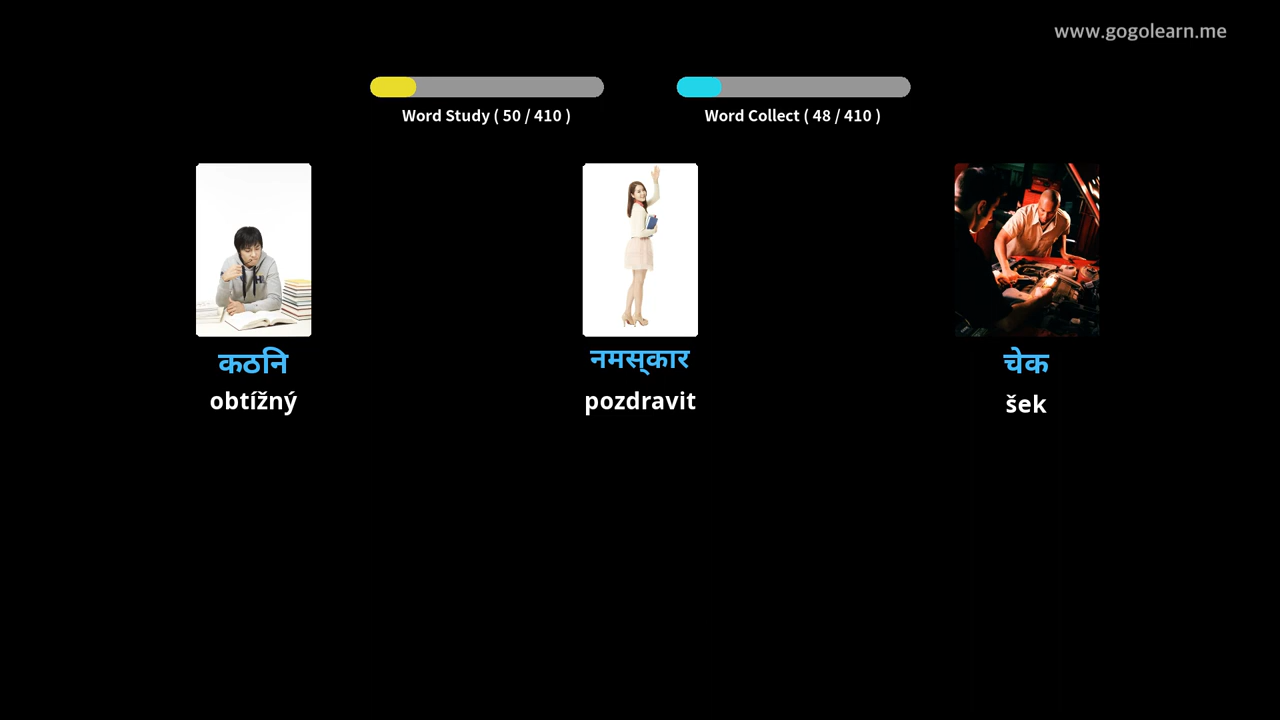 www.gogolearn.me
Word Study ( 50 / 410 ) Word Collect ( 48 / 410 )
कठनि नमस्‌कार चेक
obtížný pozdravit šek